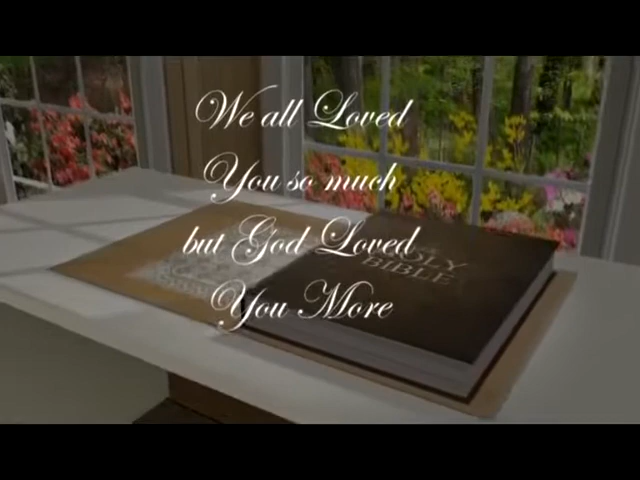 We all Loved
You so much
but God Loved
You More
HOLY
BIBLE